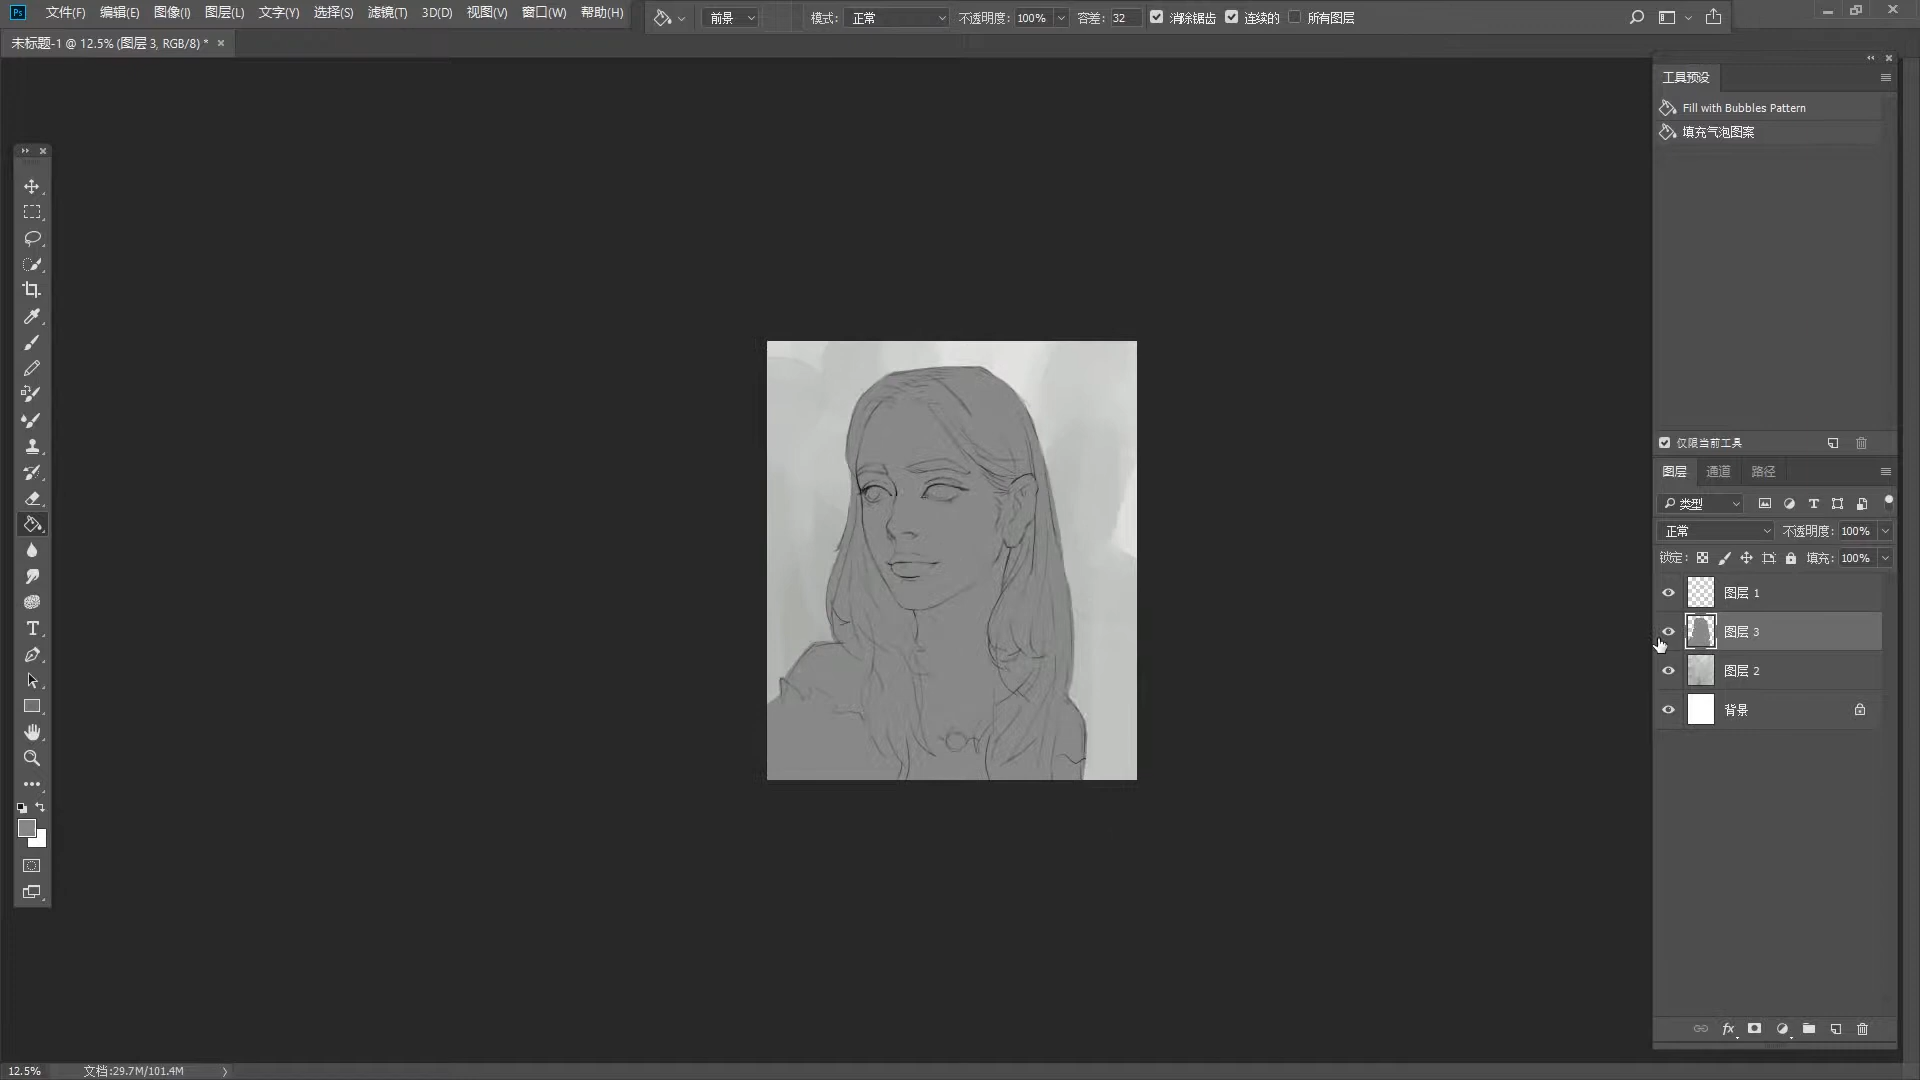 Ps 文件(F) 编辑(E) 图像(I) 图层(L) 文字(Y) 选择(S) 滤镜(T) 3D(D) 视图(V) 窗口(W) 帮助(H) 前景 模式: 正常 不透明度: 100% 容差: 32 消除锯齿 连续的 所有图层
未标题-1 @ 12.5% (图层 3, RGB/8) *
工具预设
Fill with Bubbles Pattern
填充气泡图案
仅限当前工具
图层 通道 路径
类型
正常 不透明度: 100%
锁定: 填充: 100%
图层 1
图层 3
图层 2
背景
12.5% 文档:29.7M/101.4M